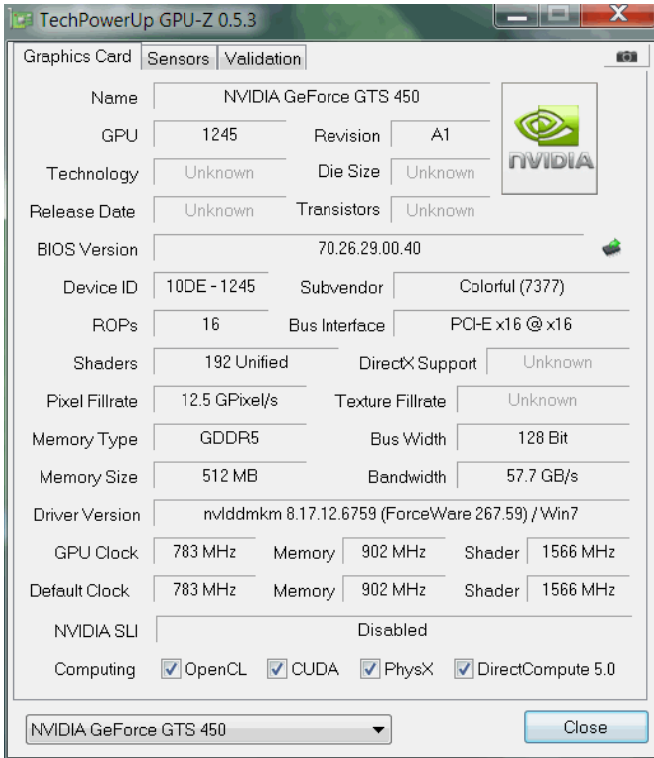 TechPowerUp GPU-Z 0.5.3
Graphics Card Sensors Validation
Name NVIDIA GeForce GTS 450
GPU 1245 Revision A1
NVIDIA
Technology Unknown Die Size Unknown
Release Date Unknown Transistors Unknown
BIOS Version 70.26.29.00.40
Device ID 10DE - 1245 Subvendor Colorful (7377)
ROPs 16 Bus Interface PCI-E x16 @ x16
Shaders 192 Unified DirectX Support Unknown
Pixel Fillrate 12.5 GPixel/s Texture Fillrate Unknown
Memory Type GDDR5 Bus Width 128 Bit
Memory Size 512 MB Bandwidth 57.7 GB/s
Driver Version nvlddmkm 8.17.12.6759 (ForceWare 267.59) / Win7
GPU Clock 783 MHz Memory 902 MHz Shader 1566 MHz
Default Clock 783 MHz Memory 902 MHz Shader 1566 MHz
NVIDIA SLI Disabled
Computing OpenCL CUDA PhysX DirectCompute 5.0
NVIDIA GeForce GTS 450 Close